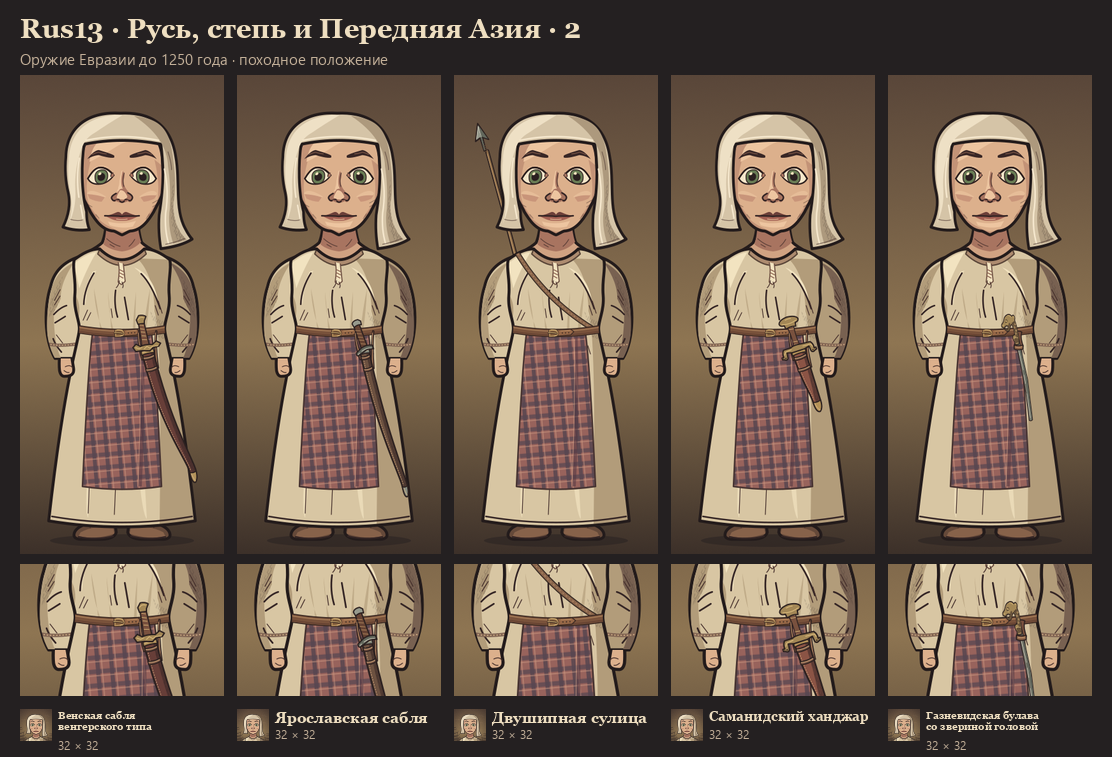 Rus13 · Русь, степь и Передняя Азия · 2
Оружие Евразии до 1250 года · походное положение
Венская сабля
венгерского типа
32 × 32
Ярославская сабля
32 × 32
Двушипная сулица
32 × 32
Саманидский ханджар
32 × 32
Газневидская булава
со звериной головой
32 × 32